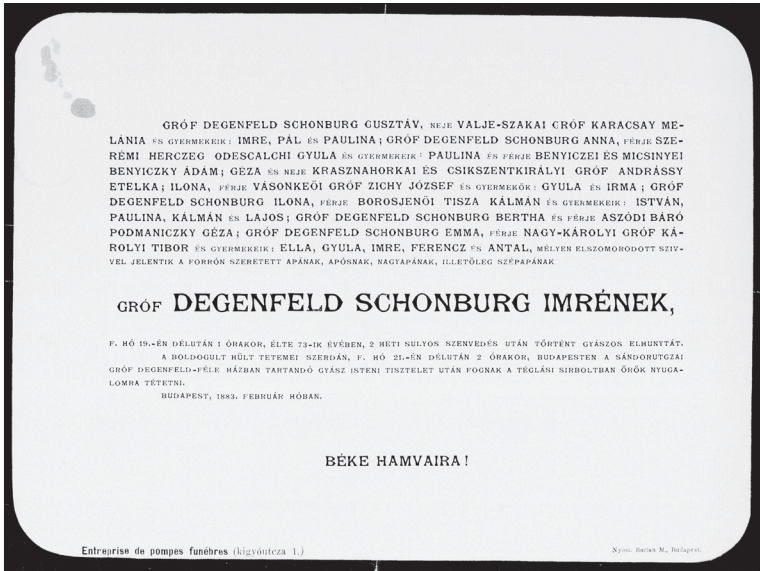 GRÓF DEGENFELD SCHONBURG GUSZTÁV, NEJE VALJE-SZAKAI GRÓF KARACSAY ME-
LÁNIA ÉS GYERMEKEIK: IMRE, PÁL ÉS PAULINA; GRÓF DEGENFELD SCHONBURG ANNA, FÉRJE SZE-
RÉMI HERCZEG ODESCALCHI GYULA ÉS GYERMEKEIK: PAULINA ÉS FÉRJE BENYICZEI ÉS MICSINYEI
BENYICZKY ÁDÁM; GÉZA ÉS NEJE KRASZNAHORKAI ÉS CSIKSZENTKIRÁLYI GRÓF ANDRÁSSY
ETELKA; ILONA, FÉRJE VÁSONKEÖI GRÓF ZICHY JÓZSEF ÉS GYERMEKÖK: GYULA ÉS IRMA; GRÓF
DEGENFELD SCHONBURG ILONA, FÉRJE BOROSJENÖI TISZA KÁLMÁN ÉS GYERMEKEIK: ISTVÁN,
PAULINA, KÁLMÁN ÉS LAJOS; GRÓF DEGENFELD SCHONBURG BERTHA ÉS FÉRJE ASZÓDI BÁRÓ
PODMANICZKY GÉZA; GRÓF DEGENFELD SCHONBURG EMMA, FÉRJE NAGY-KÁROLYI GRÓF KÁ-
ROLYI TIBOR ÉS GYERMEKEIK: ELLA, GYULA, IMRE, FERENCZ ÉS ANTAL, MÉLYEN ELSZOMORODOTT SZIV-
VEL JELENTIK A FORRÓN SZERETETT APÁNAK, APÓSNAK, NAGYAPÁNAK, ILLETÖLEG SZÉPAPÁNAK
GRÓF DEGENFELD SCHONBURG IMRÉNEK,
F. HÓ 19.-ÉN DÉLUTÁN 1 ÓRAKOR, ÉLTE 73-IK ÉVÉBEN, 2 HETI SULYOS SZENVEDÉS UTÁN TÖRTÉNT GYÁSZOS ELHUNYTÁT.
A BOLDOGULT HÜLT TETEMEI SZERDÁN, F. HÓ 21.-ÉN DÉLUTÁN 2 ÓRAKOR, BUDAPESTEN A SÁNDORUTGZAI
GRÓF DEGENFELD-FÉLE HÁZBAN TARTANDÓ GYÁSZ ISTENI TISZTELET UTÁN FOGNAK A TÉGLÁSI SIRBOLTBAN ÖRÖK NYUGA-
LOMRA TÉTETNI.
BUDAPEST, 1883. FEBRUÁR HÓBAN.
BÉKE HAMVAIRA!
Entreprise de pompes funèbres (kigyóutcza 1.)
Nyom. Burian M., Budapest.